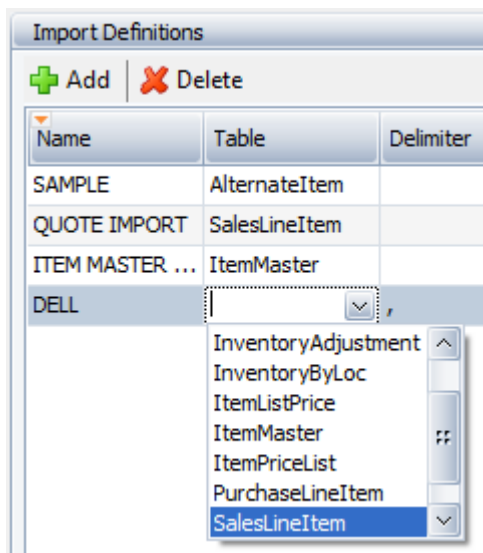 Import Definitions
Add Delete
Name Table Delimiter
SAMPLE AlternateItem
QUOTE IMPORT SalesLineItem
ITEM MASTER ... ItemMaster
DELL ,
InventoryAdjustment
InventoryByLoc
ItemListPrice
ItemMaster
ItemPriceList
PurchaseLineItem
SalesLineItem